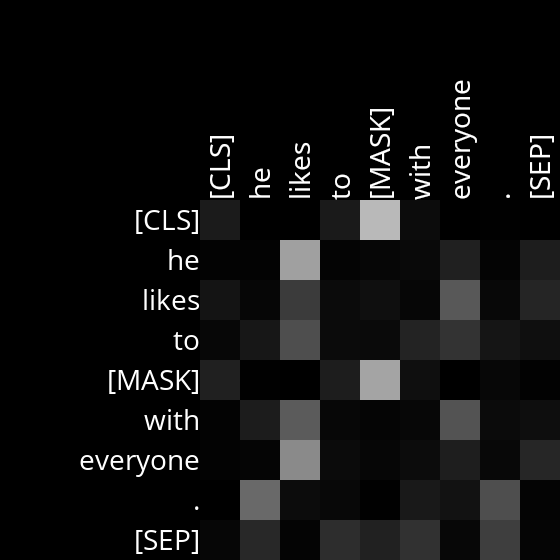 [CLS] he likes to [MASK] with everyone . [SEP]
[CLS]
he
likes
to
[MASK]
with
everyone
.
[SEP]